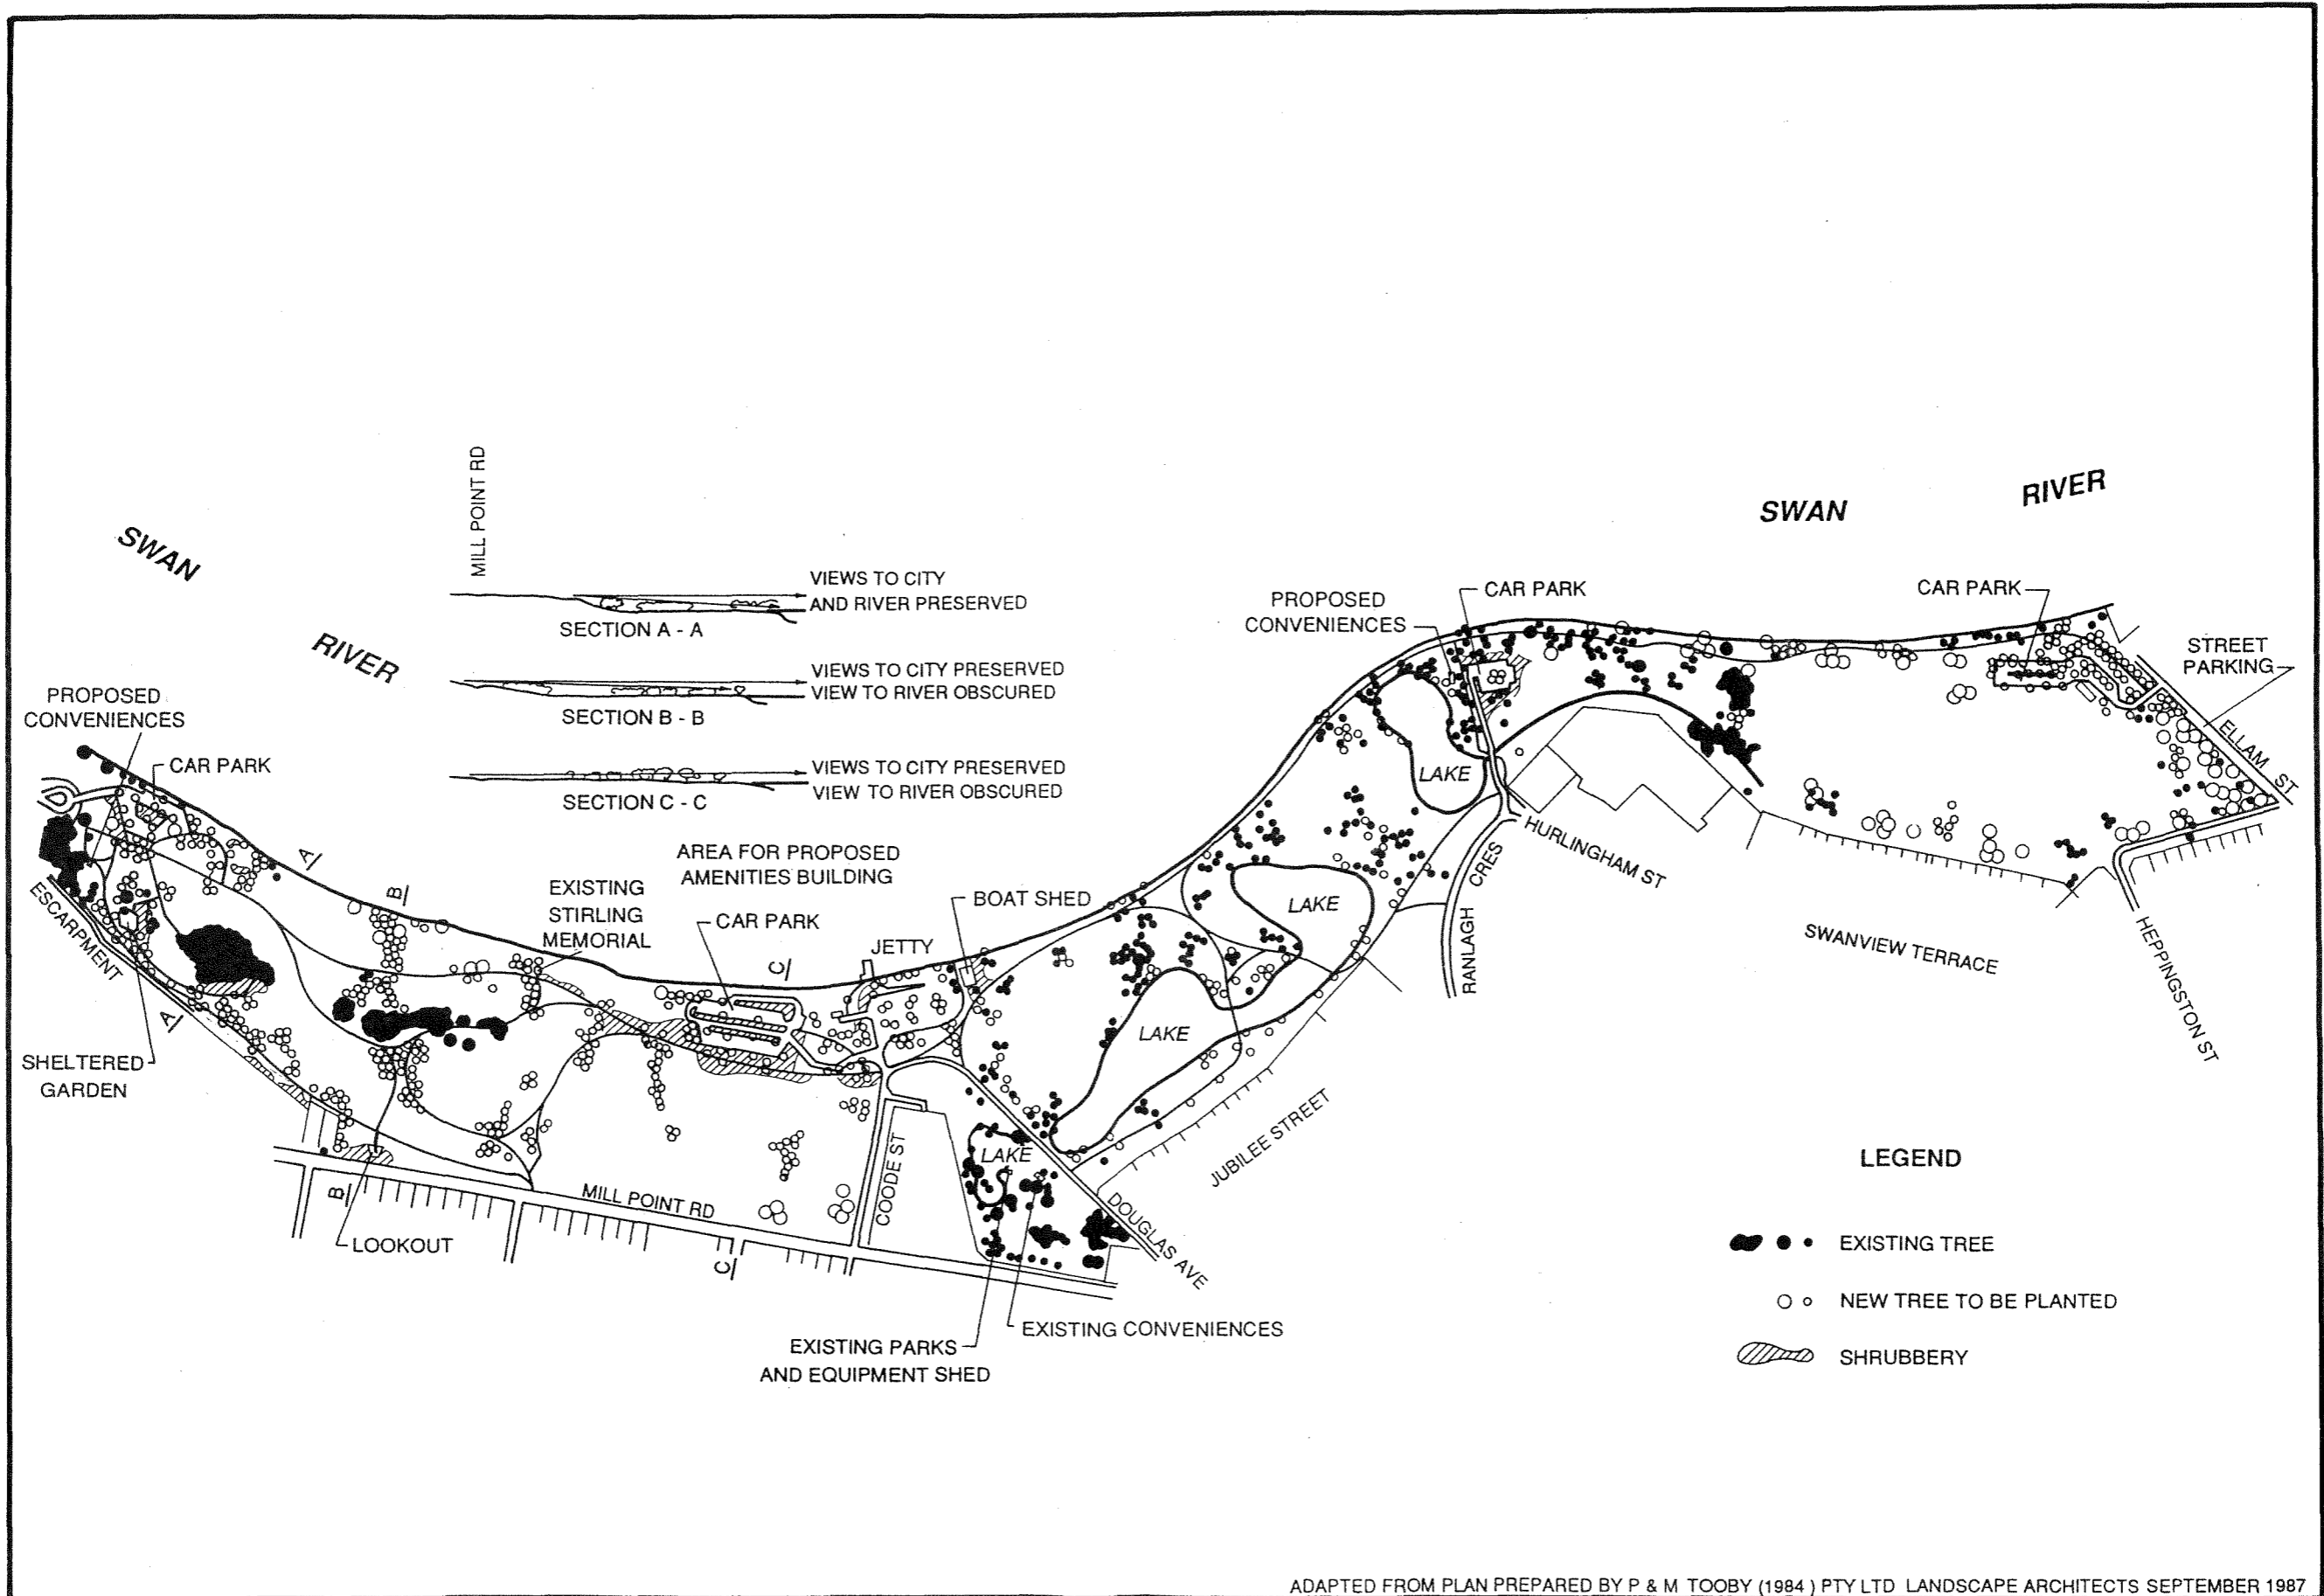 MILL POINT RD
SWAN
RIVER
SWAN
RIVER
VIEWS TO CITY
AND RIVER PRESERVED
SECTION A - A
VIEWS TO CITY PRESERVED
VIEW TO RIVER OBSCURED
SECTION B - B
VIEWS TO CITY PRESERVED
VIEW TO RIVER OBSCURED
SECTION C - C
PROPOSED
CONVENIENCES
CAR PARK
ESCARPMENT
A
A
B
B
C
C
SHELTERED
GARDEN
LOOKOUT
EXISTING
STIRLING
MEMORIAL
AREA FOR PROPOSED
AMENITIES BUILDING
CAR PARK
JETTY
BOAT SHED
MILL POINT RD
COODE ST
LAKE
EXISTING PARKS
AND EQUIPMENT SHED
EXISTING CONVENIENCES
DOUGLAS AVE
JUBILEE STREET
LAKE
LAKE
LAKE
PROPOSED
CONVENIENCES
CAR PARK
RANLAGH CRES
HURLINGHAM ST
SWANVIEW TERRACE
CAR PARK
STREET
PARKING
ELLAM ST
HEPPINGSTON ST
LEGEND
EXISTING TREE
NEW TREE TO BE PLANTED
SHRUBBERY
ADAPTED FROM PLAN PREPARED BY P & M TOOBY (1984 ) PTY LTD LANDSCAPE ARCHITECTS SEPTEMBER 1987